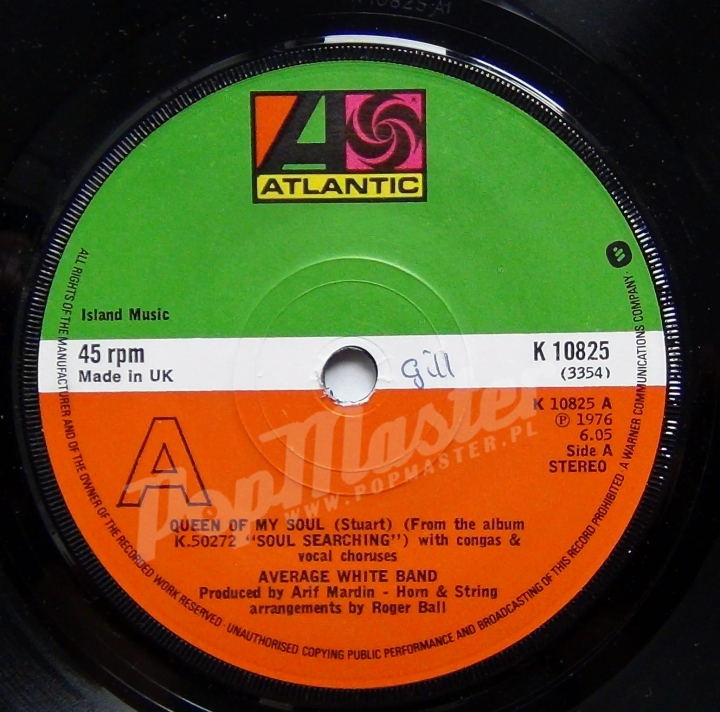 10825 A1
ATLANTIC
Island Music
45 rpm
Made in UK
gill
K 10825
(3354)
K 10825 A
Ⓟ 1976
6.05
Side A
STEREO
A
PopMaster
WWW.POPMASTER.PL
QUEEN OF MY SOUL (Stuart) (From the album
K.50272 "SOUL SEARCHING") with congas &
vocal choruses
AVERAGE WHITE BAND
Produced by Arif Mardin - Horn & String
arrangements by Roger Ball
ALL RIGHTS OF THE MANUFACTURER AND OF THE OWNER OF THE RECORDED WORK RESERVED · UNAUTHORISED COPYING PUBLIC PERFORMANCE AND BROADCASTING OF THIS RECORD PROHIBITED · A WARNER COMMUNICATIONS COMPANY.